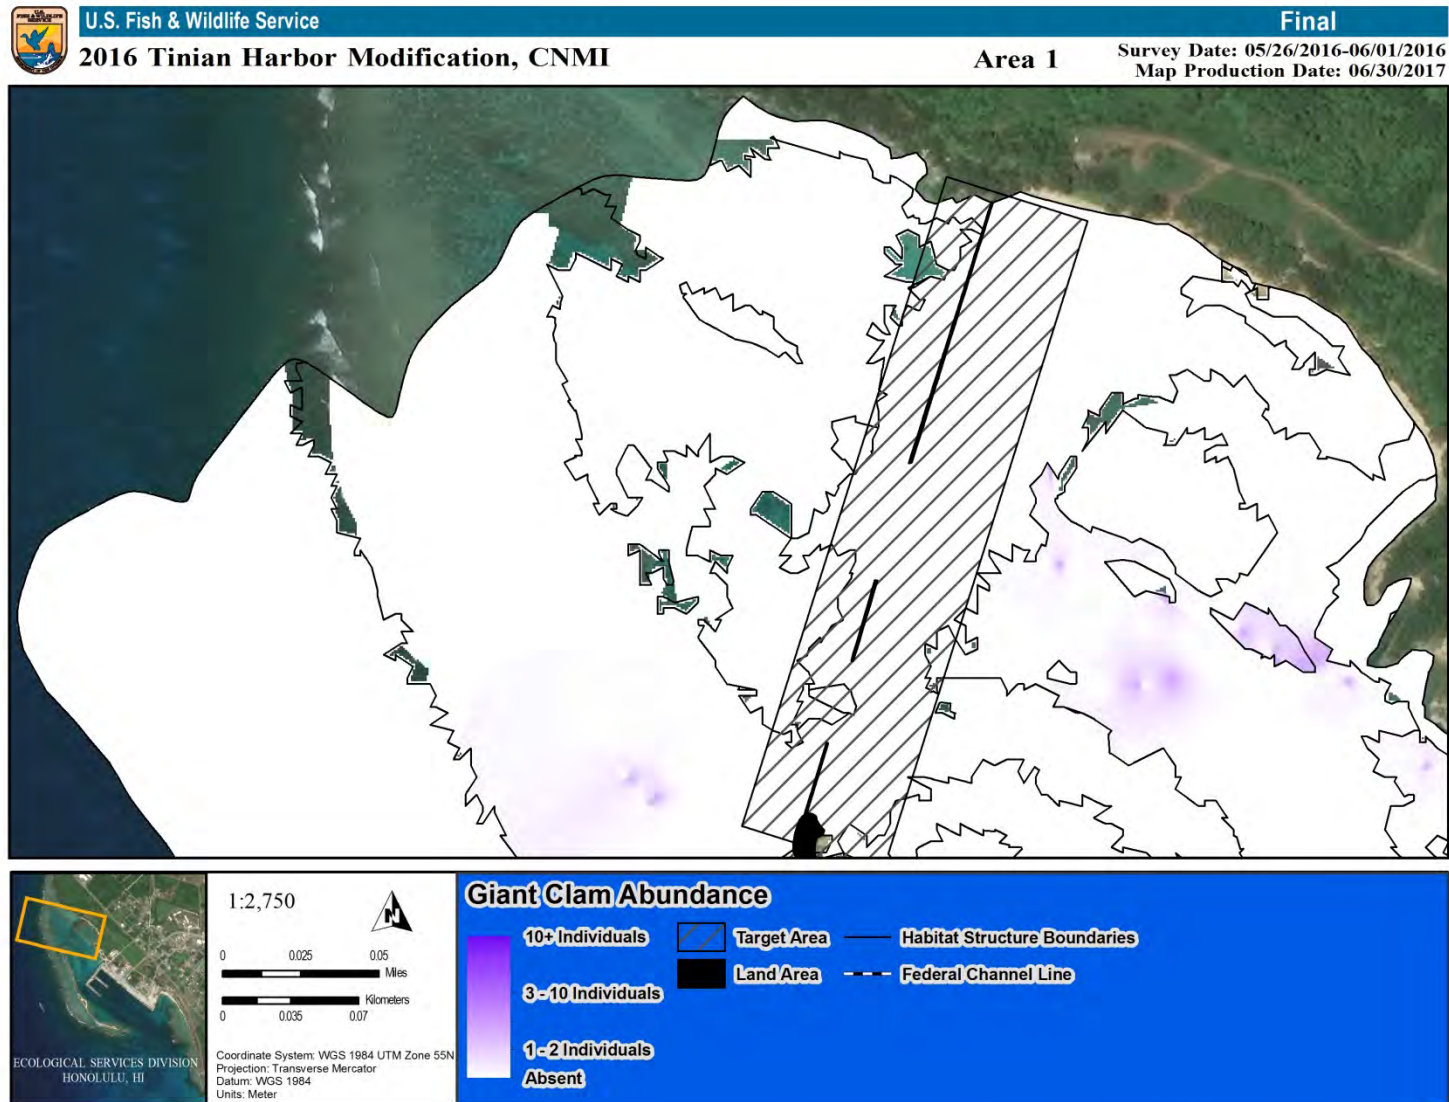 U.S.
FISH & WILDLIFE
SERVICE
U.S. Fish & Wildlife Service
Final
2016 Tinian Harbor Modification, CNMI
Area 1
Survey Date: 05/26/2016-06/01/2016
Map Production Date: 06/30/2017
ECOLOGICAL SERVICES DIVISION
HONOLULU, HI
1:2,750
N
0 0.025 0.05
Miles
Kilometers
0 0.035 0.07
Coordinate System: WGS 1984 UTM Zone 55N
Projection: Transverse Mercator
Datum: WGS 1984
Units: Meter
Giant Clam Abundance
10+ Individuals
3 - 10 Individuals
1 - 2 Individuals
Absent
Target Area
Land Area
Habitat Structure Boundaries
Federal Channel Line